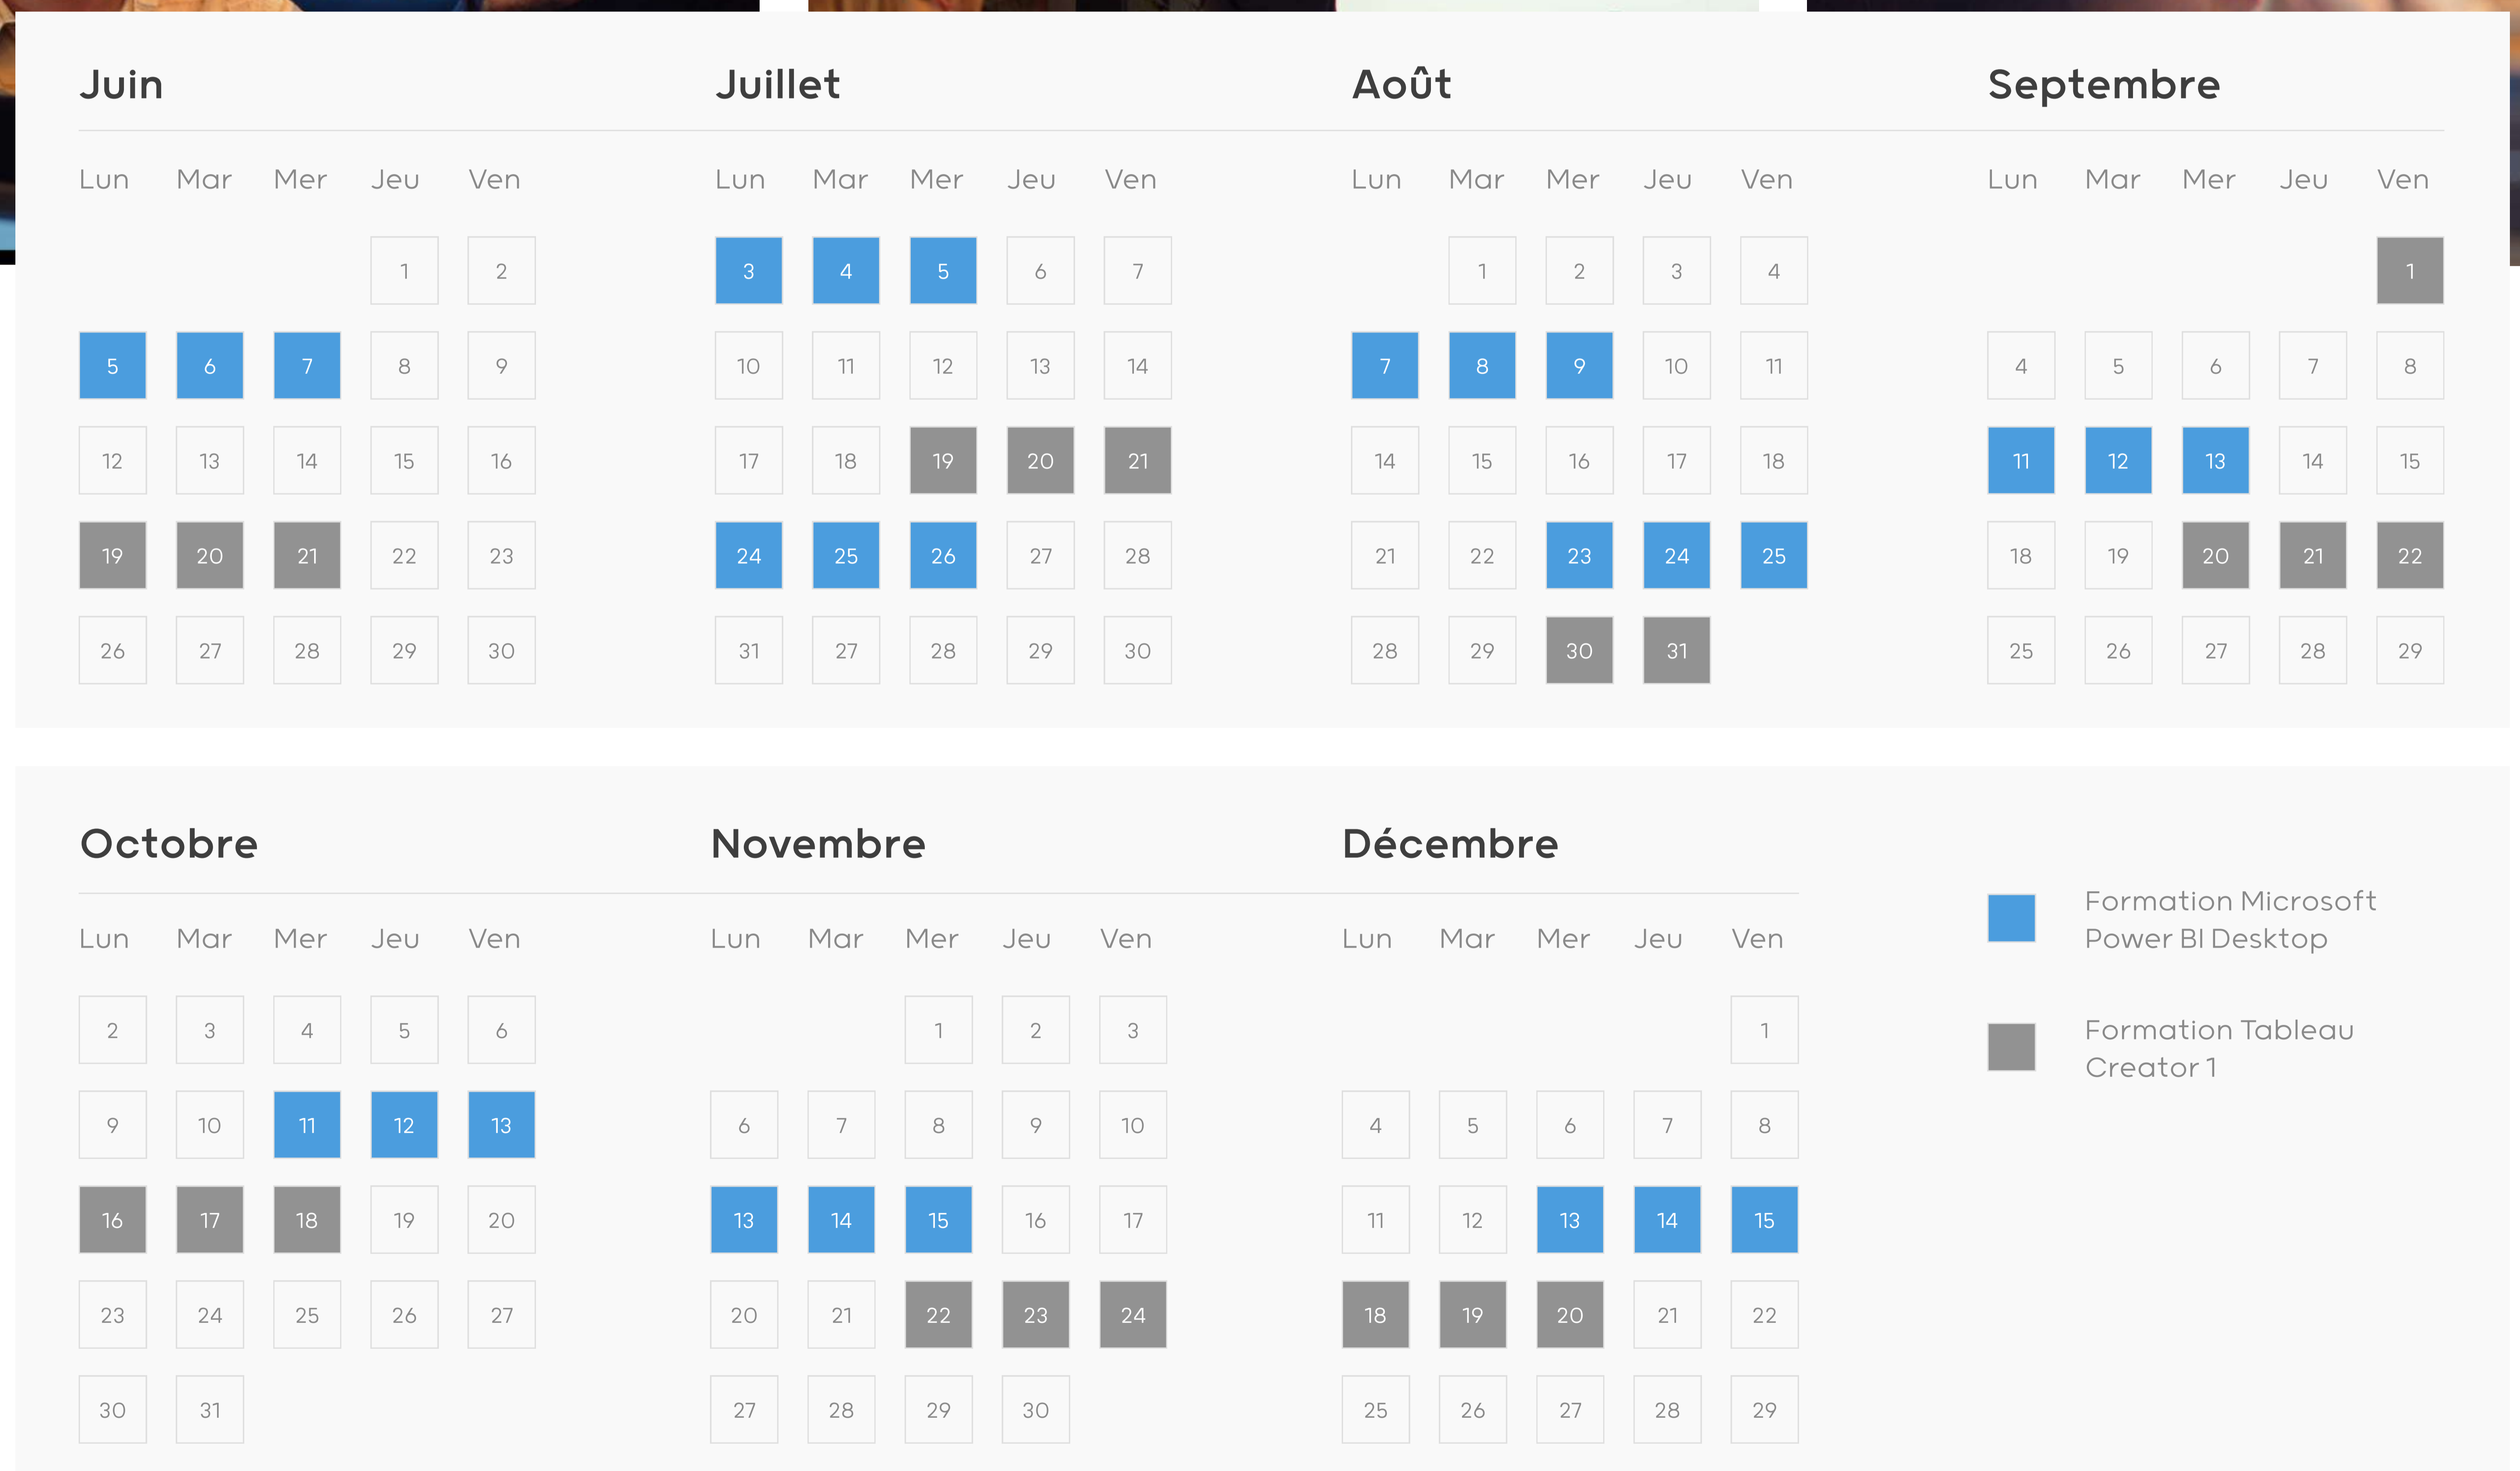 Juin
Lun Mar Mer Jeu Ven
1 2
5 6 7 8 9
12 13 14 15 16
19 20 21 22 23
26 27 28 29 30
Juillet
Lun Mar Mer Jeu Ven
3 4 5 6 7
10 11 12 13 14
17 18 19 20 21
24 25 26 27 28
31 27 28 29 30
Août
Lun Mar Mer Jeu Ven
1 2 3 4
7 8 9 10 11
14 15 16 17 18
21 22 23 24 25
28 29 30 31
Septembre
Lun Mar Mer Jeu Ven
1
4 5 6 7 8
11 12 13 14 15
18 19 20 21 22
25 26 27 28 29
Octobre
Lun Mar Mer Jeu Ven
2 3 4 5 6
9 10 11 12 13
16 17 18 19 20
23 24 25 26 27
30 31
Novembre
Lun Mar Mer Jeu Ven
1 2 3
6 7 8 9 10
13 14 15 16 17
20 21 22 23 24
27 28 29 30
Décembre
Lun Mar Mer Jeu Ven
1
4 5 6 7 8
11 12 13 14 15
18 19 20 21 22
25 26 27 28 29
Formation Microsoft
Power BI Desktop
Formation Tableau
Creator 1